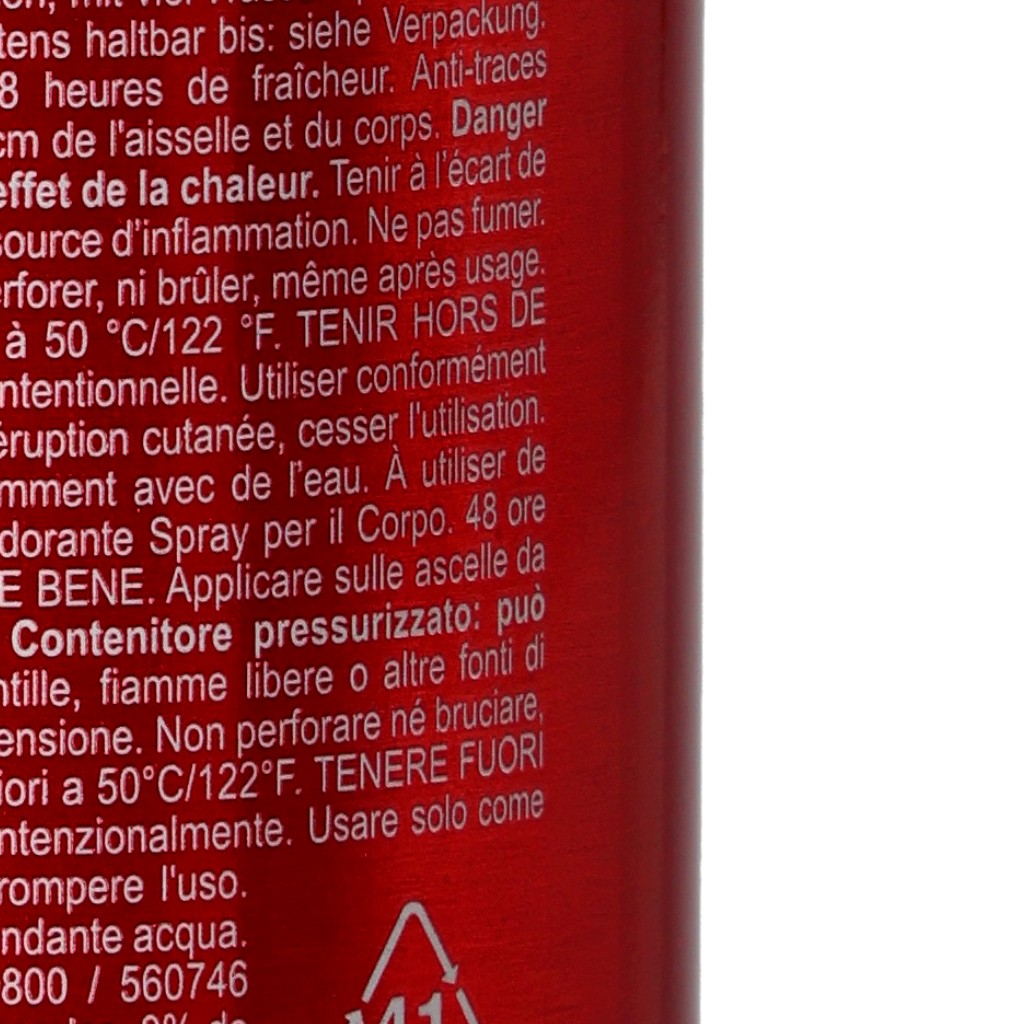 tens haltbar bis: siehe Verpackung.
8 heures de fraîcheur. Anti-traces
cm de l'aisselle et du corps. Danger
effet de la chaleur. Tenir à l'écart de
source d'inflammation. Ne pas fumer.
erforer, ni brûler, même après usage.
à 50 °C/122 °F. TENIR HORS DE
ntentionnelle. Utiliser conformément
éruption cutanée, cesser l'utilisation.
mment avec de l'eau. À utiliser de
dorante Spray per il Corpo. 48 ore
E BENE. Applicare sulle ascelle da
Contenitore pressurizzato: può
ntille, fiamme libere o altre fonti di
ensione. Non perforare né bruciare,
iori a 50°C/122°F. TENERE FUORI
ntenzionalmente. Usare solo come
rompere l'uso.
ndante acqua.
800 / 560746
41